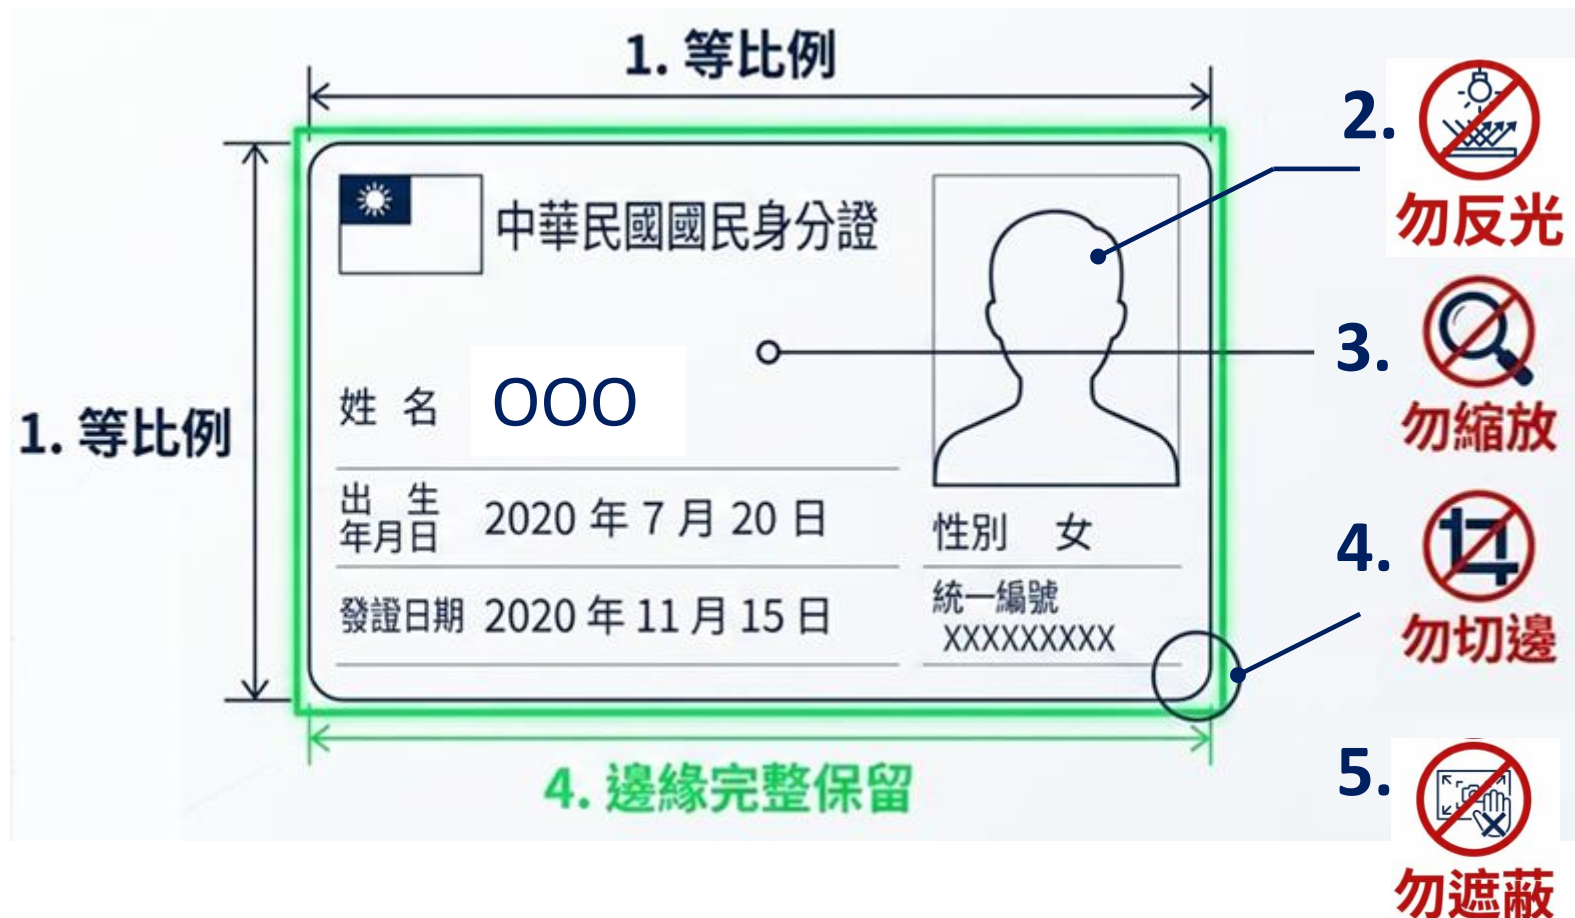 1. 等比例
1. 等比例
中華民國國民身分證
姓 名 OOO
出 生
年月日 2020 年 7 月 20 日
發證日期 2020 年 11 月 15 日
性別 女
統一編號
XXXXXXXXX
4. 邊緣完整保留
2.
勿反光
3.
勿縮放
4.
勿切邊
5.
勿遮蔽